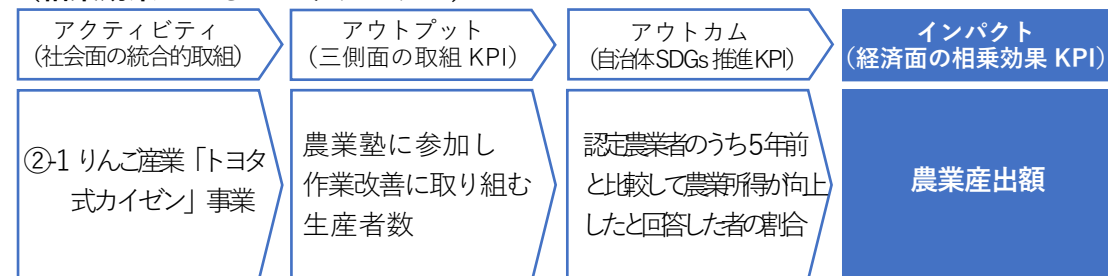 アクティビティ
(社会面の統合的取組)
アウトプット
(三側面の取組 KPI)
アウトカム
(自治体SDGs 推進KPI)
インパクト
(経済面の相乗効果 KPI)
②-1 りんご産業「トヨタ
式カイゼン」事業
農業塾に参加し
作業改善に取り組む
生産者数
認定農業者のうち5年前
と比較して農業所得が向上
したと回答した者の割合
農業産出額